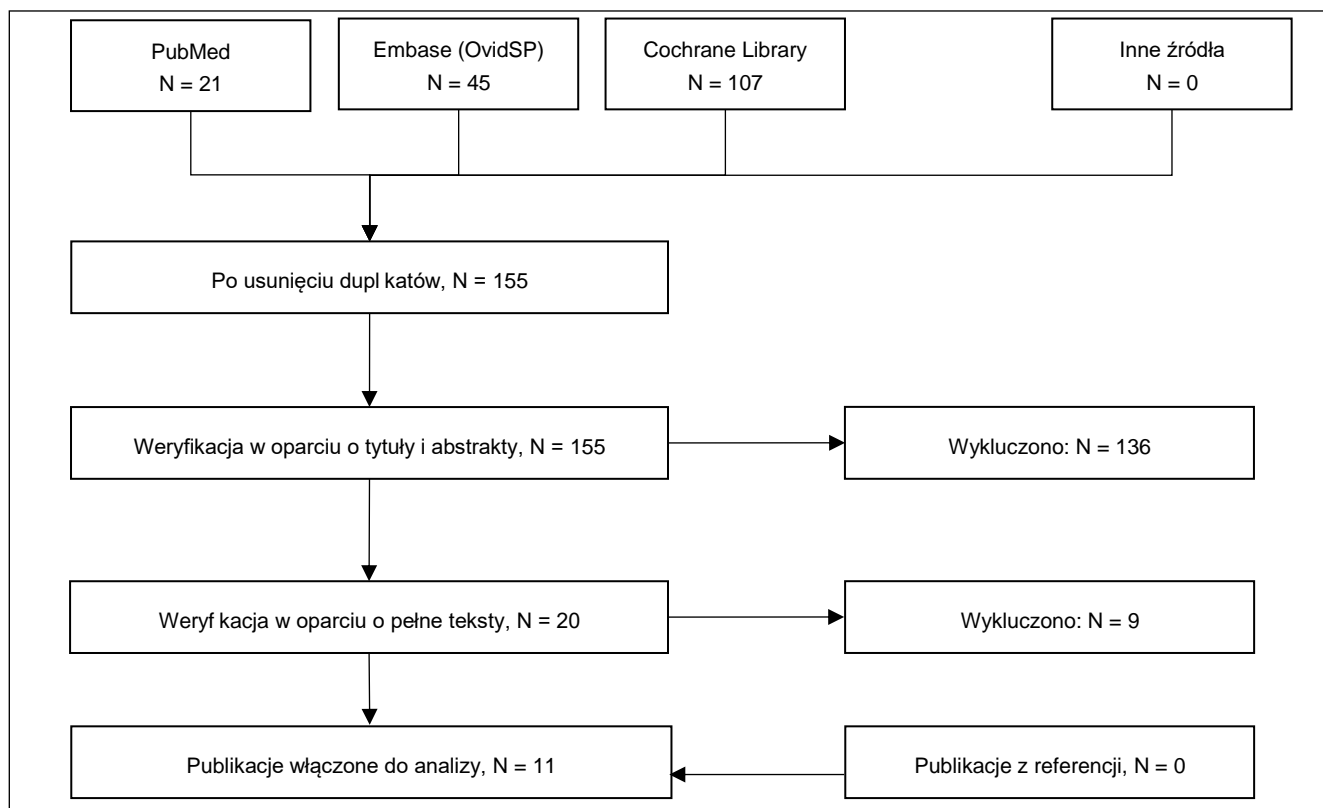 PubMed
N = 21
Embase (OvidSP)
N = 45
Cochrane Library
N = 107
Inne źródła
N = 0
Po usunięciu dupl katów, N = 155
Weryfikacja w oparciu o tytuły i abstrakty, N = 155
Wykluczono: N = 136
Weryf kacja w oparciu o pełne teksty, N = 20
Wykluczono: N = 9
Publikacje włączone do analizy, N = 11
Publikacje z referencji, N = 0